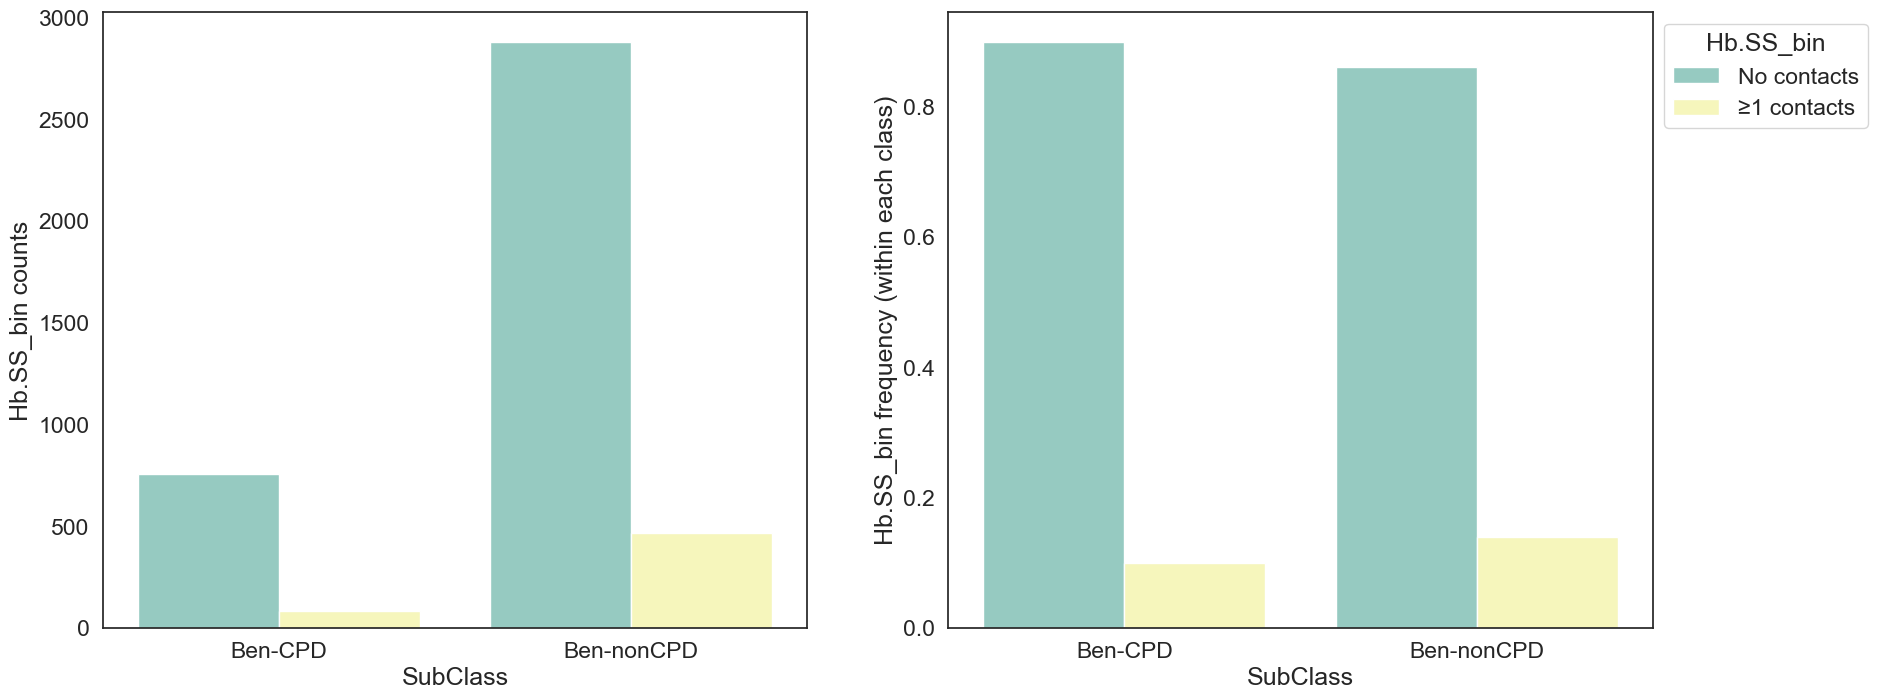 Hb.SS_bin counts
3000
2500
2000
1500
1000
500
0
Ben-CPD
Ben-nonCPD
SubClass
Hb.SS_bin frequency (within each class)
0.8
0.6
0.4
0.2
0.0
Ben-CPD
Ben-nonCPD
SubClass
Hb.SS_bin
No contacts
≥1 contacts